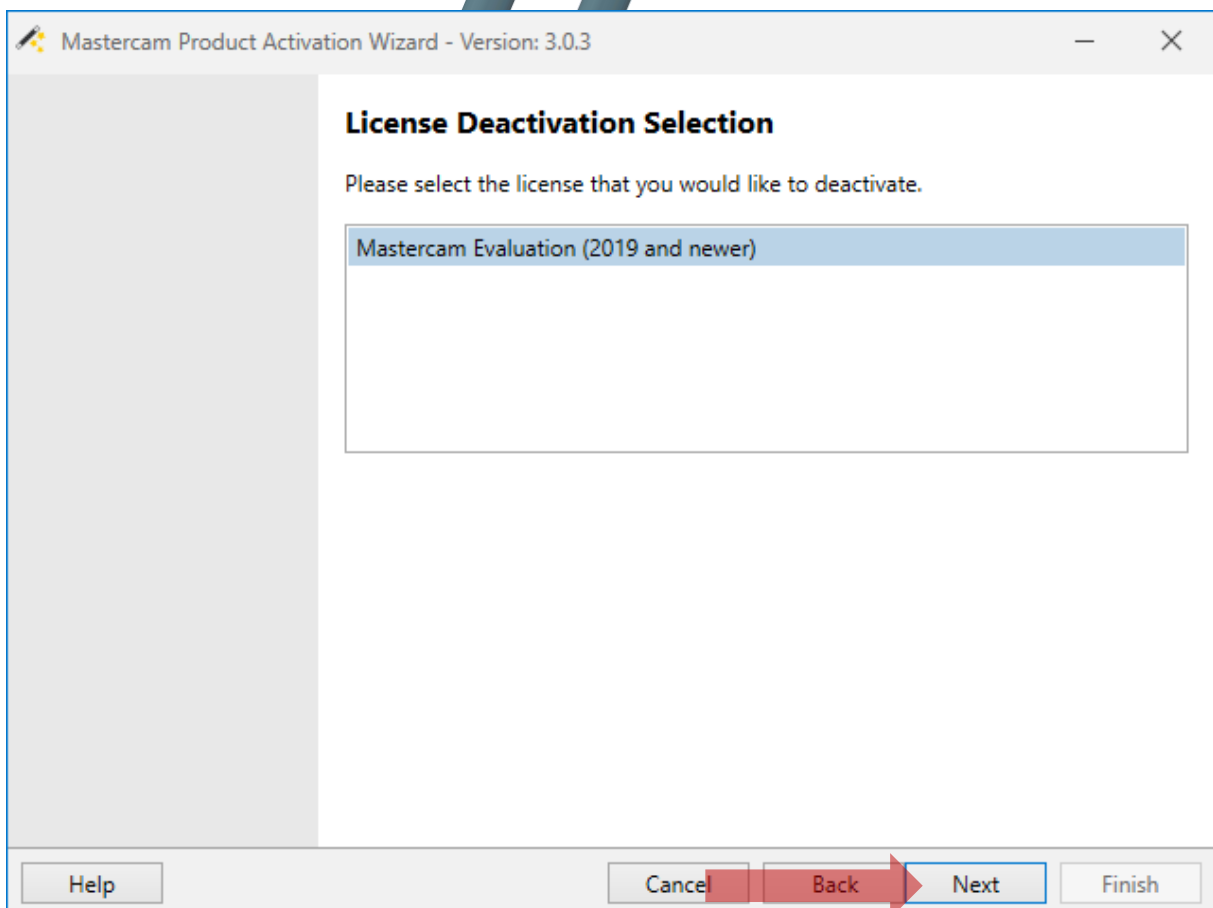 Mastercam Product Activation Wizard - Version: 3.0.3
License Deactivation Selection
Please select the license that you would like to deactivate.
Mastercam Evaluation (2019 and newer)
Help Cancel Back Next Finish